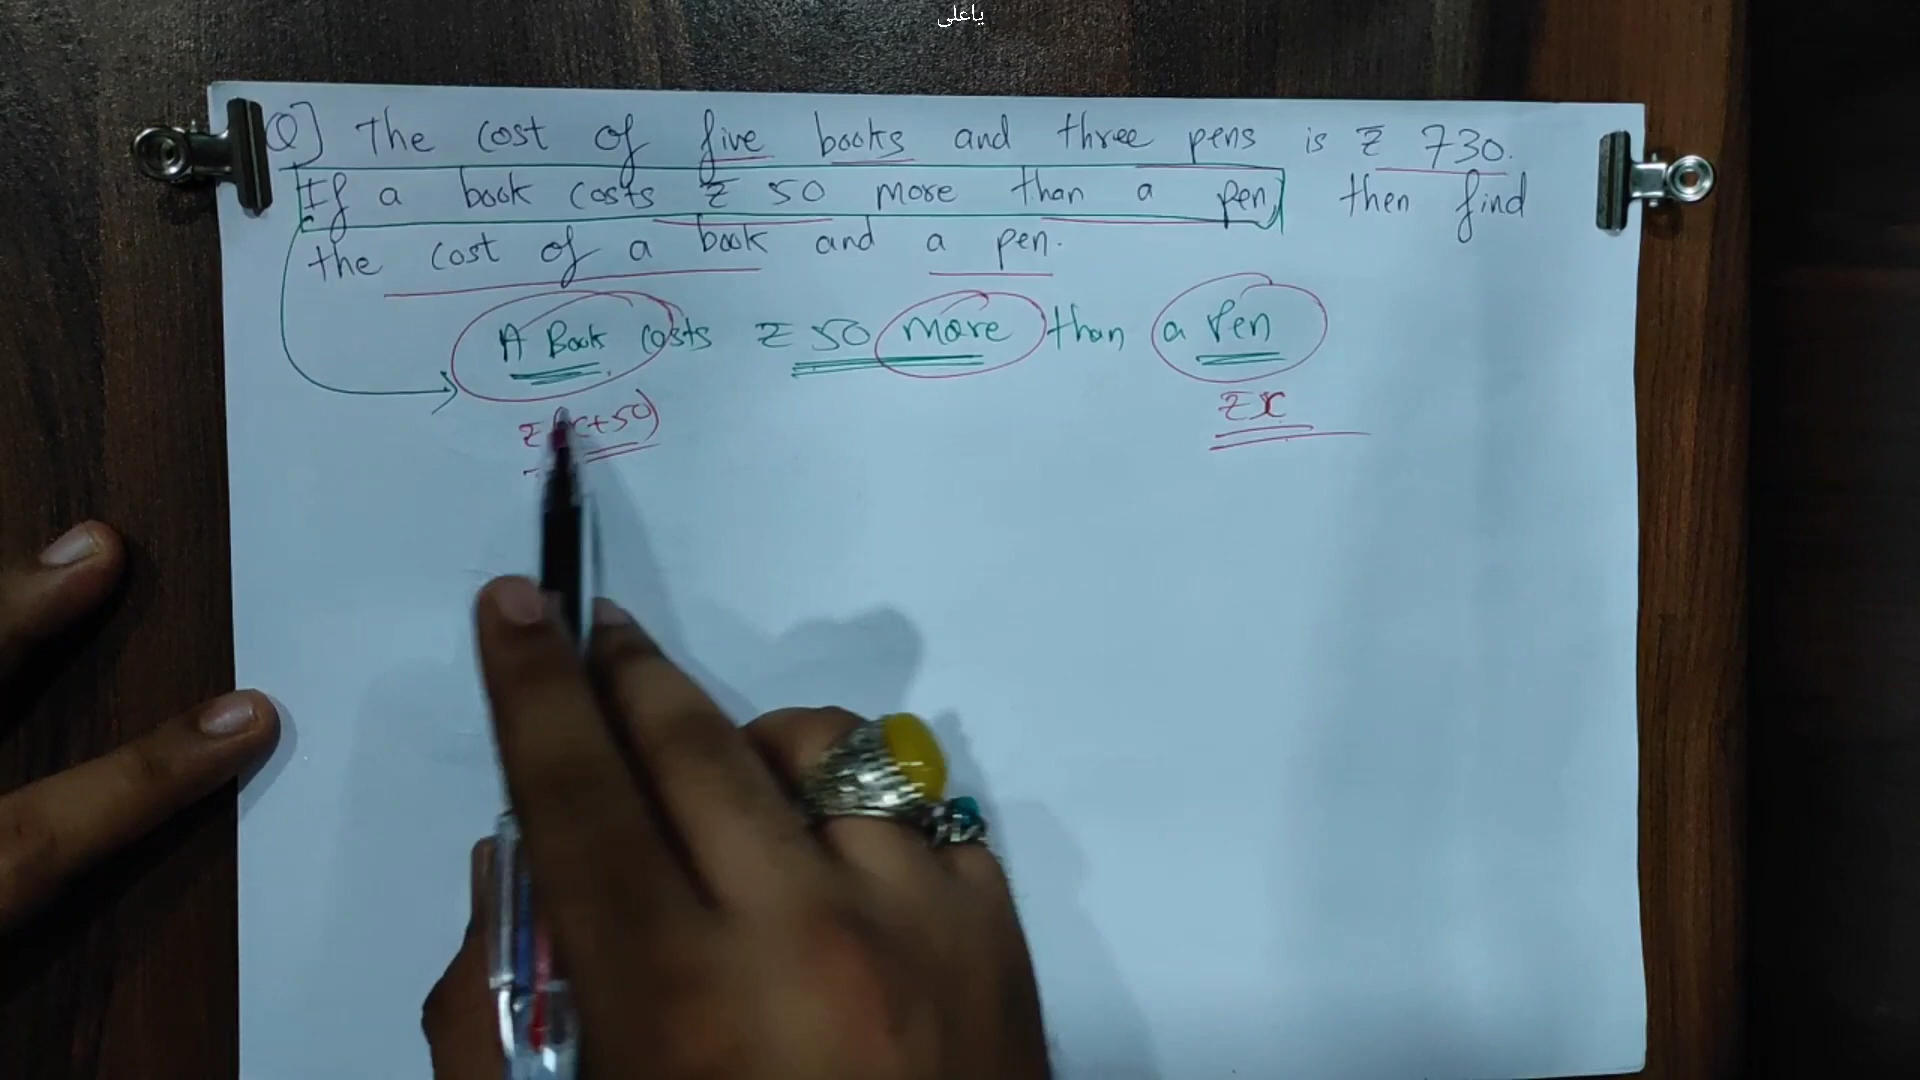 ياعلى
Q] The cost of five books and three pens is ₹ 730.
If a book costs ₹ 50 more than a pen, then find
the cost of a book and a pen.
A Book costs ₹ 50 more than a Pen
₹(x+50) ₹x